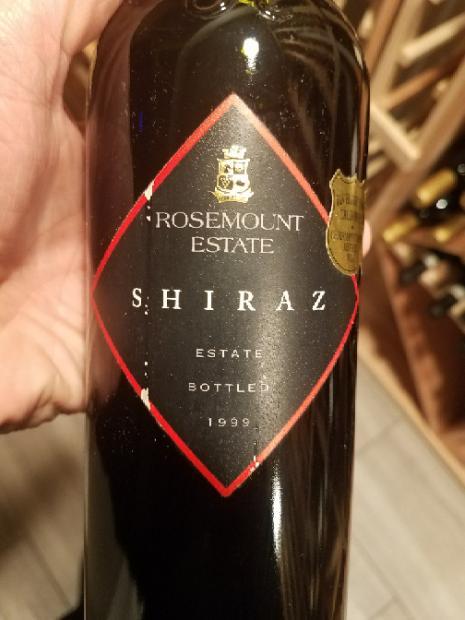 ROSEMOUNT
ESTATE
SHIRAZ
ESTATE
BOTTLED
1999